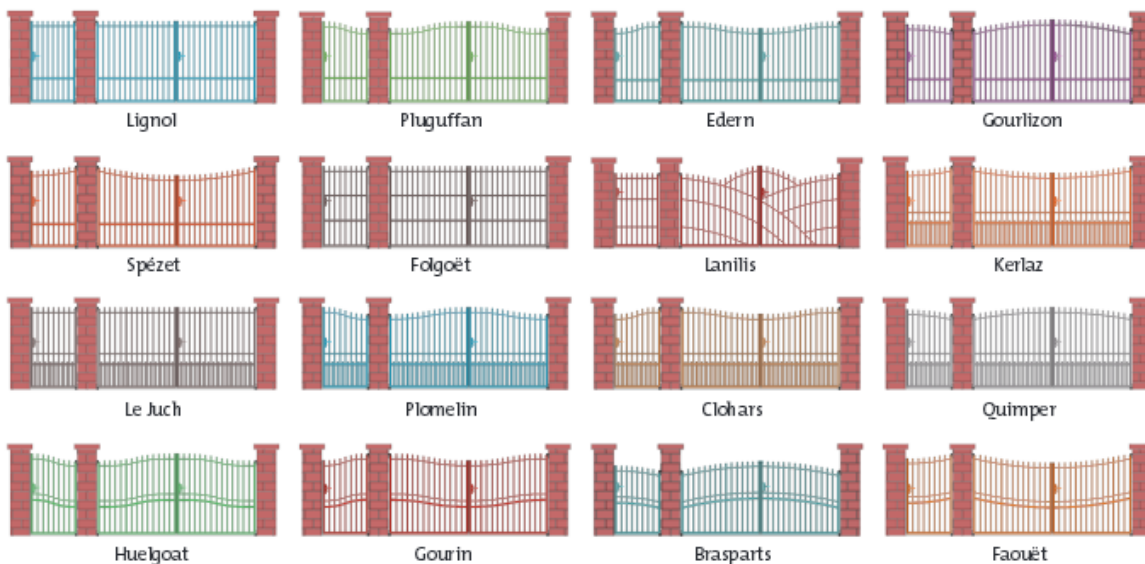 Lignol
Pluguffan
Edern
Gourlizon
Spézet
Folgoët
Lanilis
Kerlaz
Le Juch
Plomelin
Clohars
Quimper
Huelgoat
Gourin
Brasparts
Faouët